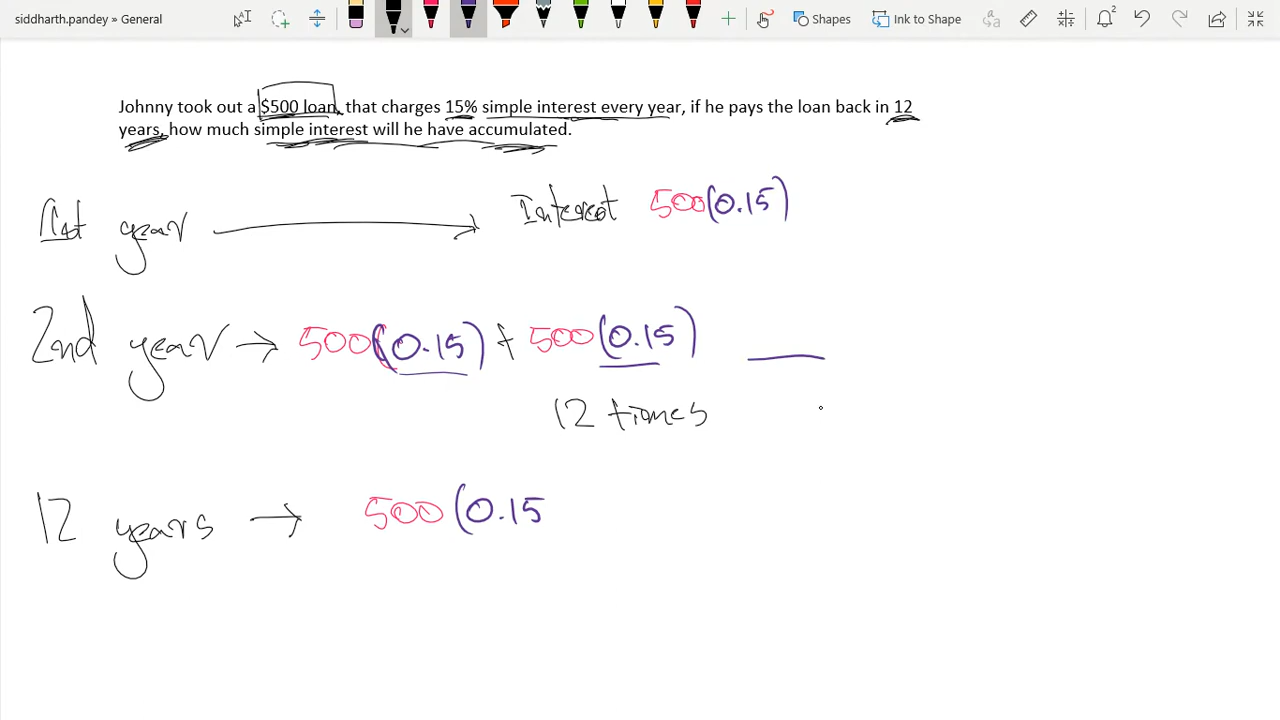 siddharth.pandey » General
Shapes
Ink to Shape
Johnny took out a $500 loan, that charges 15% simple interest every year, if he pays the loan back in 12
years, how much simple interest will he have accumulated.
year Interest 500(0.15)
2nd year → 500(0.15) + 500(0.15)
12 times
12 years → 500(0.15